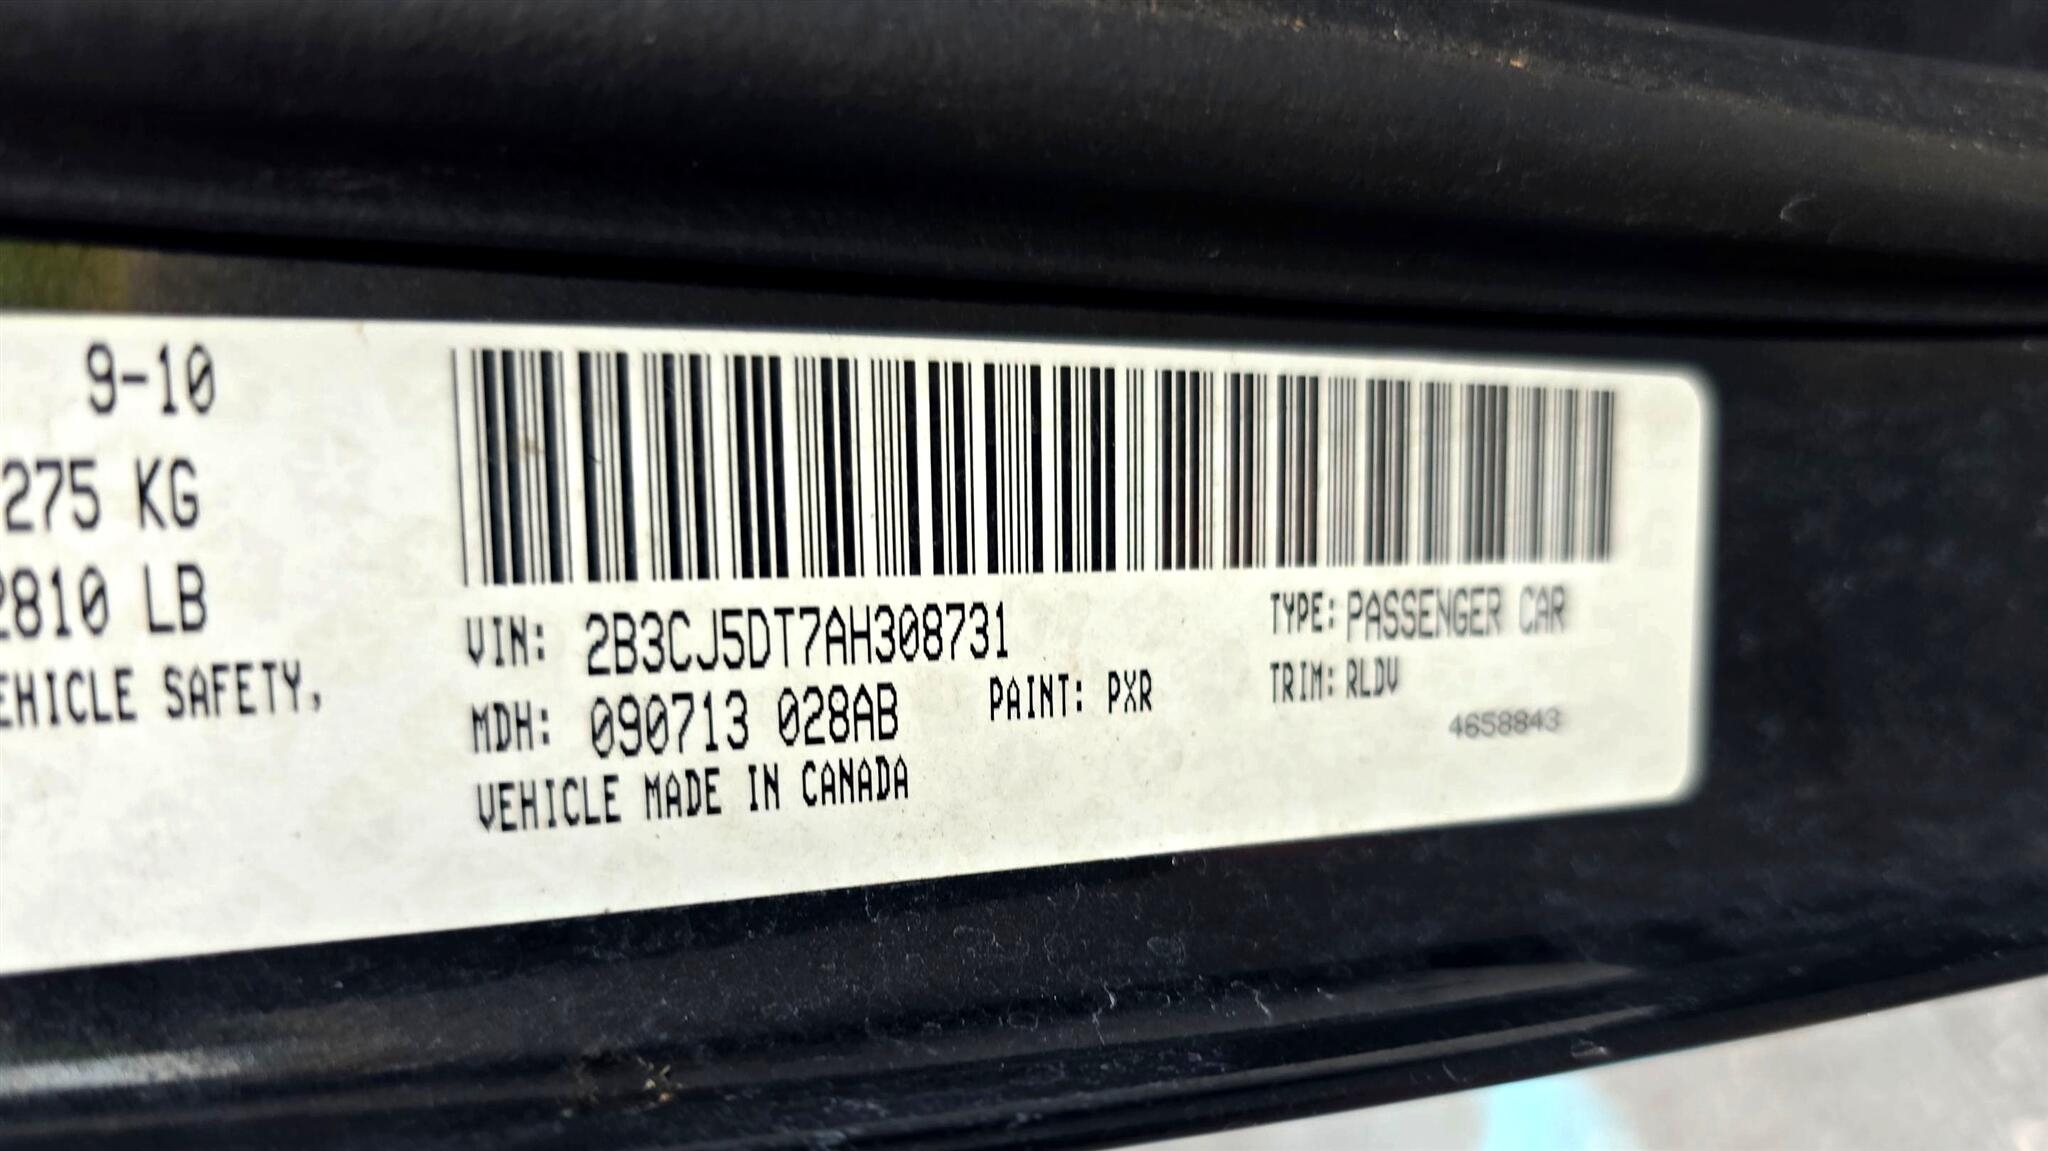 9-10
275 KG
2810 LB
EHICLE SAFETY,
VIN: 2B3CJ5DT7AH308731
MDH: 090713 028AB
PAINT: PXR
VEHICLE MADE IN CANADA
TYPE: PASSENGER CAR
TRIM: RLDV
4658843